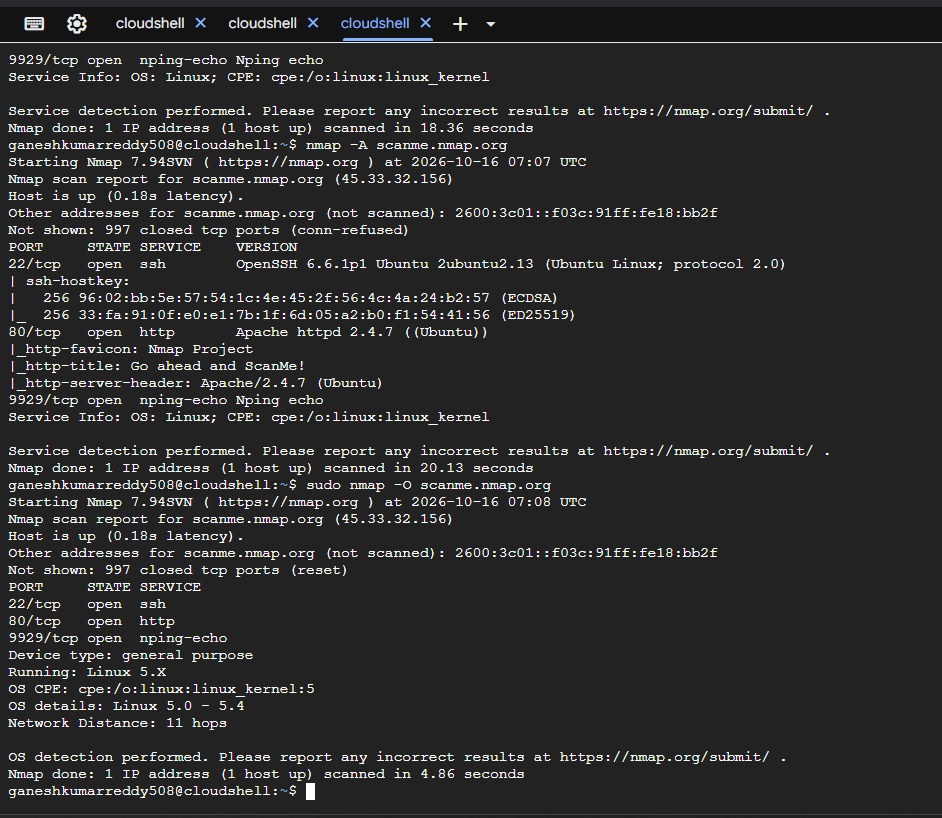 cloudshell cloudshell cloudshell
9929/tcp open  nping-echo Nping echo
Service Info: OS: Linux; CPE: cpe:/o:linux:linux_kernel

Service detection performed. Please report any incorrect results at https://nmap.org/submit/ .
Nmap done: 1 IP address (1 host up) scanned in 18.36 seconds
ganeshkumarreddy508@cloudshell:~$ nmap -A scanme.nmap.org
Starting Nmap 7.94SVN ( https://nmap.org ) at 2026-10-16 07:07 UTC
Nmap scan report for scanme.nmap.org (45.33.32.156)
Host is up (0.18s latency).
Other addresses for scanme.nmap.org (not scanned): 2600:3c01::f03c:91ff:fe18:bb2f
Not shown: 997 closed tcp ports (conn-refused)
PORT     STATE SERVICE    VERSION
22/tcp   open  ssh        OpenSSH 6.6.1p1 Ubuntu 2ubuntu2.13 (Ubuntu Linux; protocol 2.0)
| ssh-hostkey:
|   256 96:02:bb:5e:57:54:1c:4e:45:2f:56:4c:4a:24:b2:57 (ECDSA)
|_  256 33:fa:91:0f:e0:e1:7b:1f:6d:05:a2:b0:f1:54:41:56 (ED25519)
80/tcp   open  http       Apache httpd 2.4.7 ((Ubuntu))
|_http-favicon: Nmap Project
|_http-title: Go ahead and ScanMe!
|_http-server-header: Apache/2.4.7 (Ubuntu)
9929/tcp open  nping-echo Nping echo
Service Info: OS: Linux; CPE: cpe:/o:linux:linux_kernel

Service detection performed. Please report any incorrect results at https://nmap.org/submit/ .
Nmap done: 1 IP address (1 host up) scanned in 20.13 seconds
ganeshkumarreddy508@cloudshell:~$ sudo nmap -O scanme.nmap.org
Starting Nmap 7.94SVN ( https://nmap.org ) at 2026-10-16 07:08 UTC
Nmap scan report for scanme.nmap.org (45.33.32.156)
Host is up (0.18s latency).
Other addresses for scanme.nmap.org (not scanned): 2600:3c01::f03c:91ff:fe18:bb2f
Not shown: 997 closed tcp ports (reset)
PORT     STATE SERVICE
22/tcp   open  ssh
80/tcp   open  http
9929/tcp open  nping-echo
Device type: general purpose
Running: Linux 5.X
OS CPE: cpe:/o:linux:linux_kernel:5
OS details: Linux 5.0 - 5.4
Network Distance: 11 hops

OS detection performed. Please report any incorrect results at https://nmap.org/submit/ .
Nmap done: 1 IP address (1 host up) scanned in 4.86 seconds
ganeshkumarreddy508@cloudshell:~$